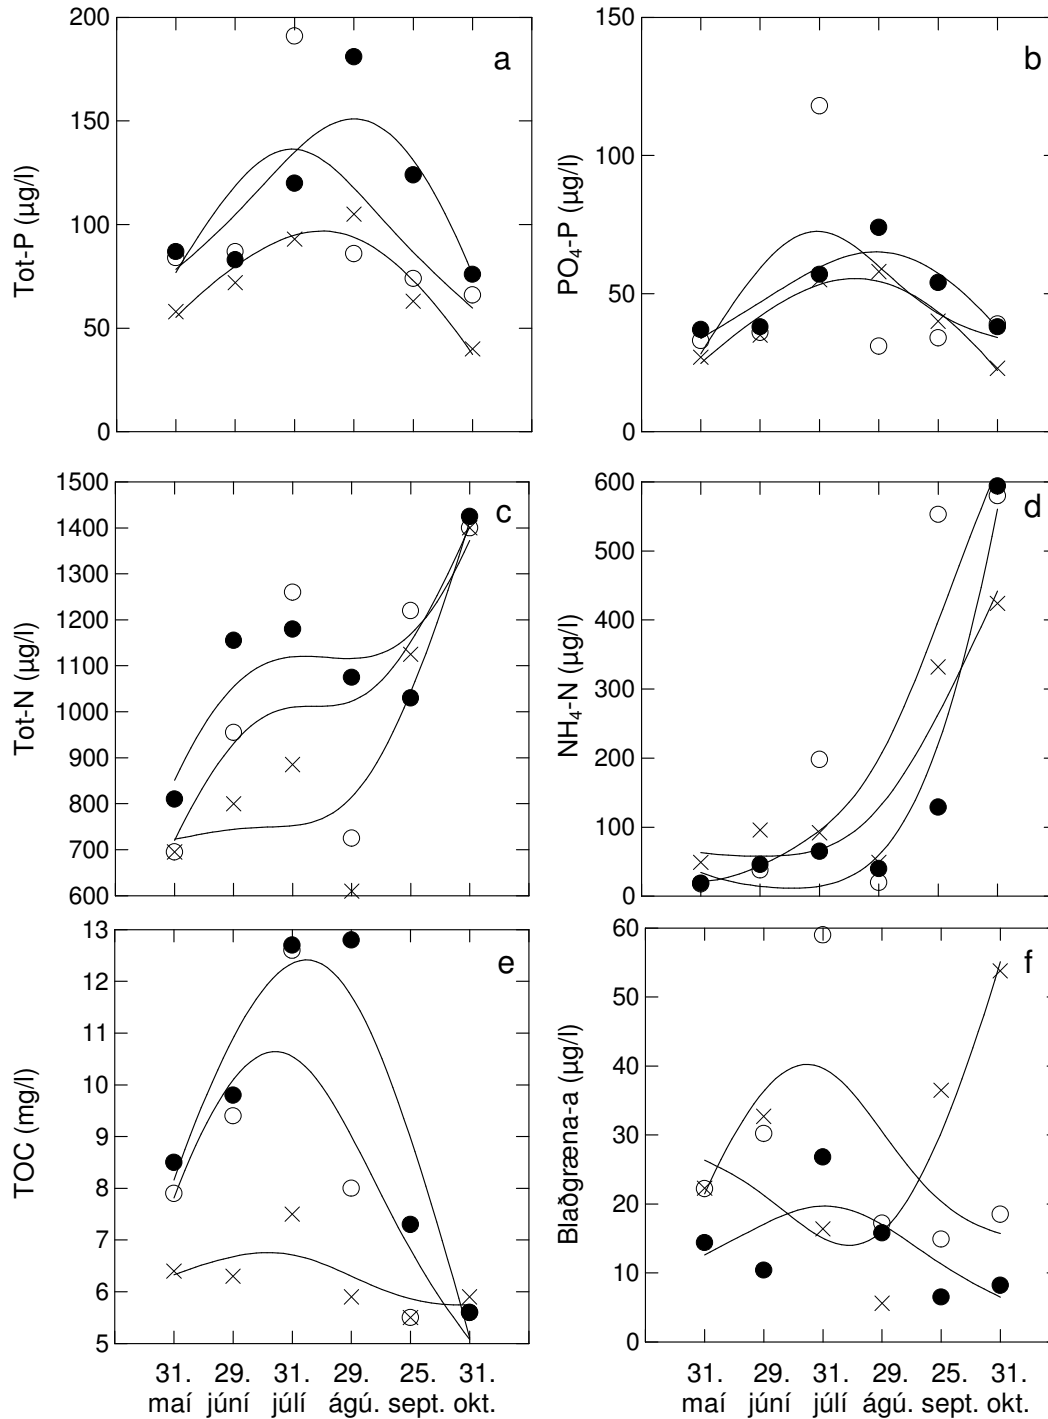 200
150
100
50
0
Tot-P (µg/l)
a
150
100
50
0
PO₄-P (µg/l)
b
1500
1400
1300
1200
1100
1000
900
800
700
600
Tot-N (µg/l)
c
600
500
400
300
200
100
0
NH₄-N (µg/l)
d
13
12
11
10
9
8
7
6
5
TOC (mg/l)
e
60
50
40
30
20
10
0
Blaðgræna-a (µg/l)
f
31. 29. 31. 29. 25. 31.
maí júní júlí ágú. sept. okt.
31. 29. 31. 29. 25. 31.
maí júní júlí ágú. sept. okt.